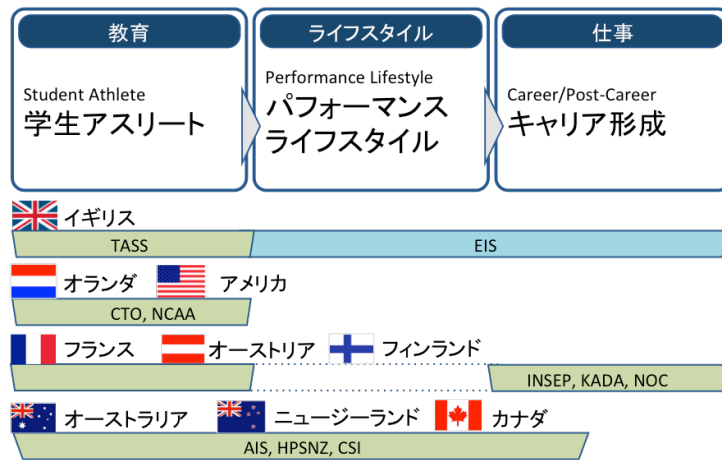 教育
ライフスタイル
仕事
Student Athlete
学生アスリート
Performance Lifestyle
パフォーマンス
ライフスタイル
Career/Post-Career
キャリア形成
イギリス
TASS
EIS
オランダ
アメリカ
CTO, NCAA
フランス
オーストリア
フィンランド
INSEP, KADA, NOC
オーストラリア
ニュージーランド
カナダ
AIS, HPSNZ, CSI